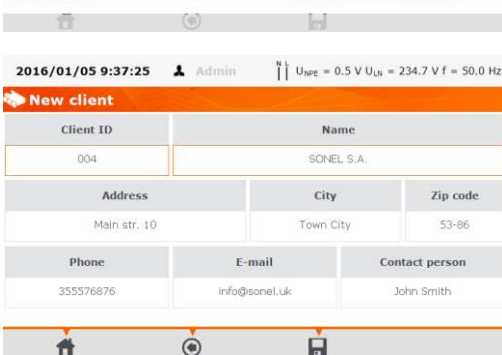 2016/01/05 9:37:25 Admin N L U_NPE = 0.5 V U_LN = 234.7 V f = 50.0 Hz
New client
Client ID Name
004 SONEL S.A.
Address City Zip code
Main str. 10 Town City 53-86
Phone E-mail Contact person
355576876 info@sonel.uk John Smith